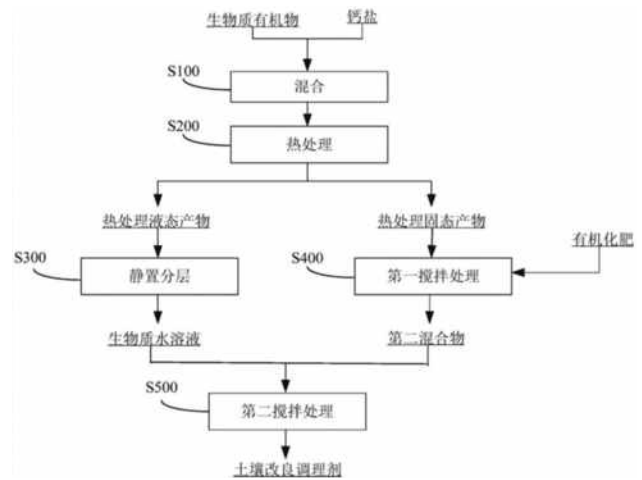 生物质有机物
钙盐
S100
混合
S200
热处理
热处理液态产物
热处理固态产物
有机化肥
S300
静置分层
S400
第一搅拌处理
生物质水溶液
第二混合物
S500
第二搅拌处理
土壤改良调理剂